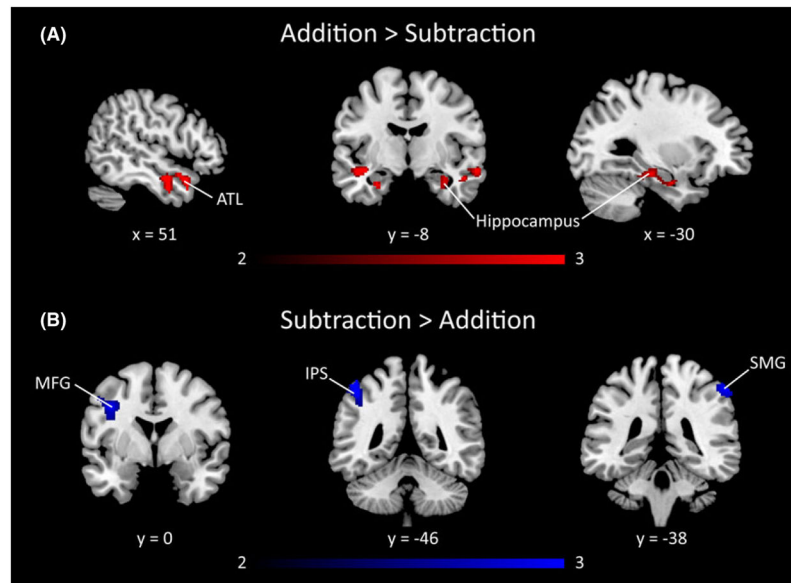 (A)
Addition > Subtraction
ATL
Hippocampus
x = 51
y = -8
x = -30
2
3
(B)
Subtraction > Addition
MFG
IPS
SMG
y = 0
y = -46
y = -38
2
3